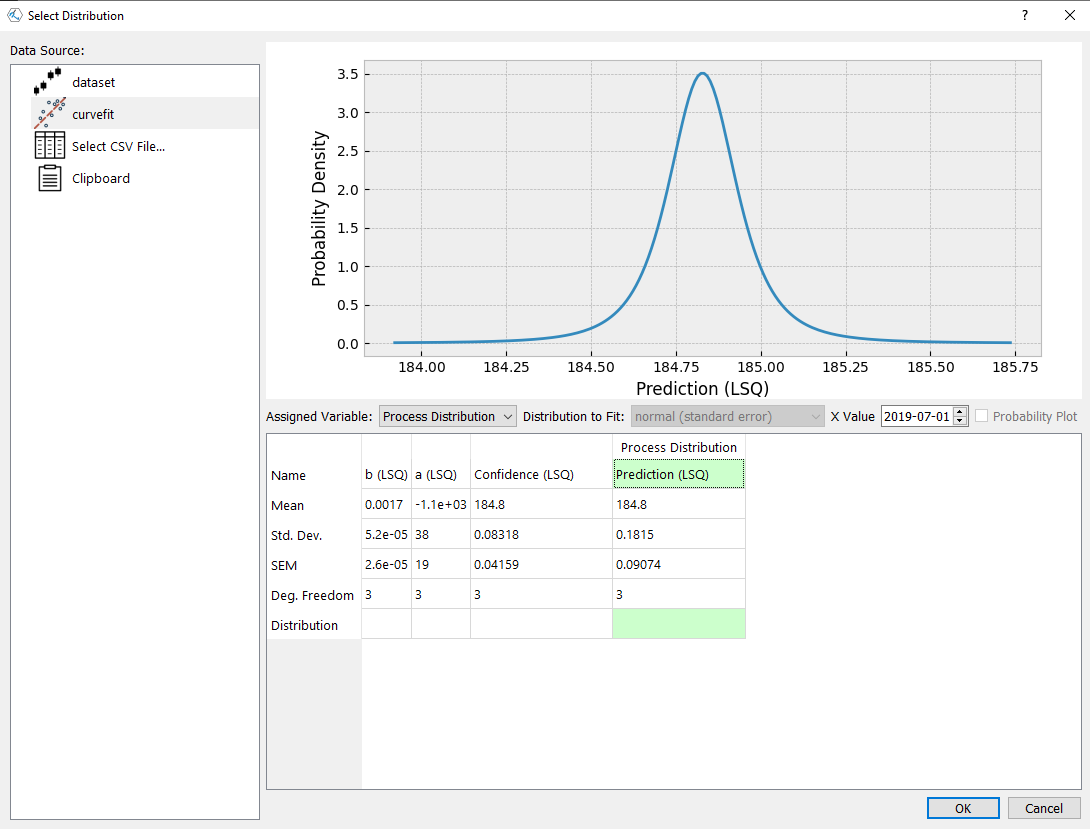 Select Distribution
?
Data Source:
dataset
curvefit
Select CSV File...
Clipboard
Probability Density
3.5
3.0
2.5
2.0
1.5
1.0
0.5
0.0
184.00 184.25 184.50 184.75 185.00 185.25 185.50 185.75
Prediction (LSQ)
Assigned Variable: Process Distribution Distribution to Fit: normal (standard error) X Value 2019-07-01 Probability Plot
Process Distribution
Name b (LSQ) a (LSQ) Confidence (LSQ) Prediction (LSQ)
Mean 0.0017 -1.1e+03 184.8 184.8
Std. Dev. 5.2e-05 38 0.08318 0.1815
SEM 2.6e-05 19 0.04159 0.09074
Deg. Freedom 3 3 3 3
Distribution
OK Cancel